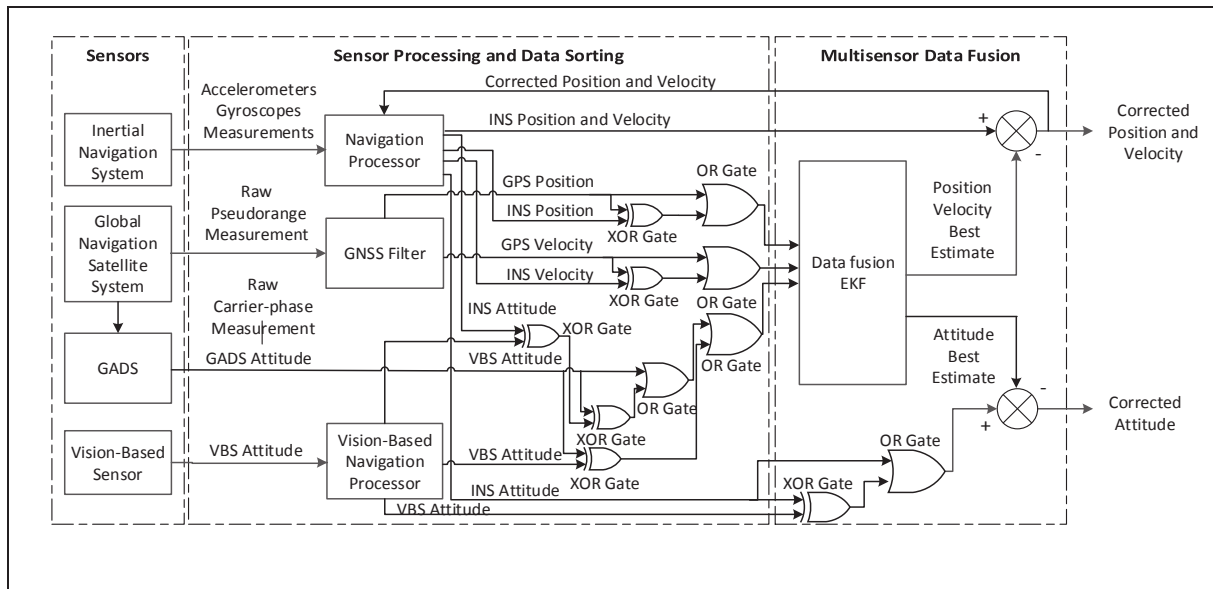 Sensors
Sensor Processing and Data Sorting
Multisensor Data Fusion
Inertial
Navigation
System
Global
Navigation
Satellite
System
GADS
Vision-Based
Sensor
Accelerometers
Gyroscopes
Measurements
Raw
Pseudorange
Measurement
Raw
Carrier-phase
Measurement
GADS Attitude
VBS Attitude
Corrected Position and Velocity
INS Position and Velocity
Navigation
Processor
GNSS Filter
Vision-Based
Navigation
Processor
GPS Position
INS Position
XOR Gate
OR Gate
GPS Velocity
INS Velocity
XOR Gate
OR Gate
INS Attitude
XOR Gate
VBS Attitude
OR Gate
XOR Gate
OR Gate
VBS Attitude
XOR Gate
INS Attitude
VBS Attitude
Data fusion
EKF
+
-
Position
Velocity
Best
Estimate
Attitude
Best
Estimate
-
+
OR Gate
XOR Gate
Corrected
Position and
Velocity
Corrected
Attitude